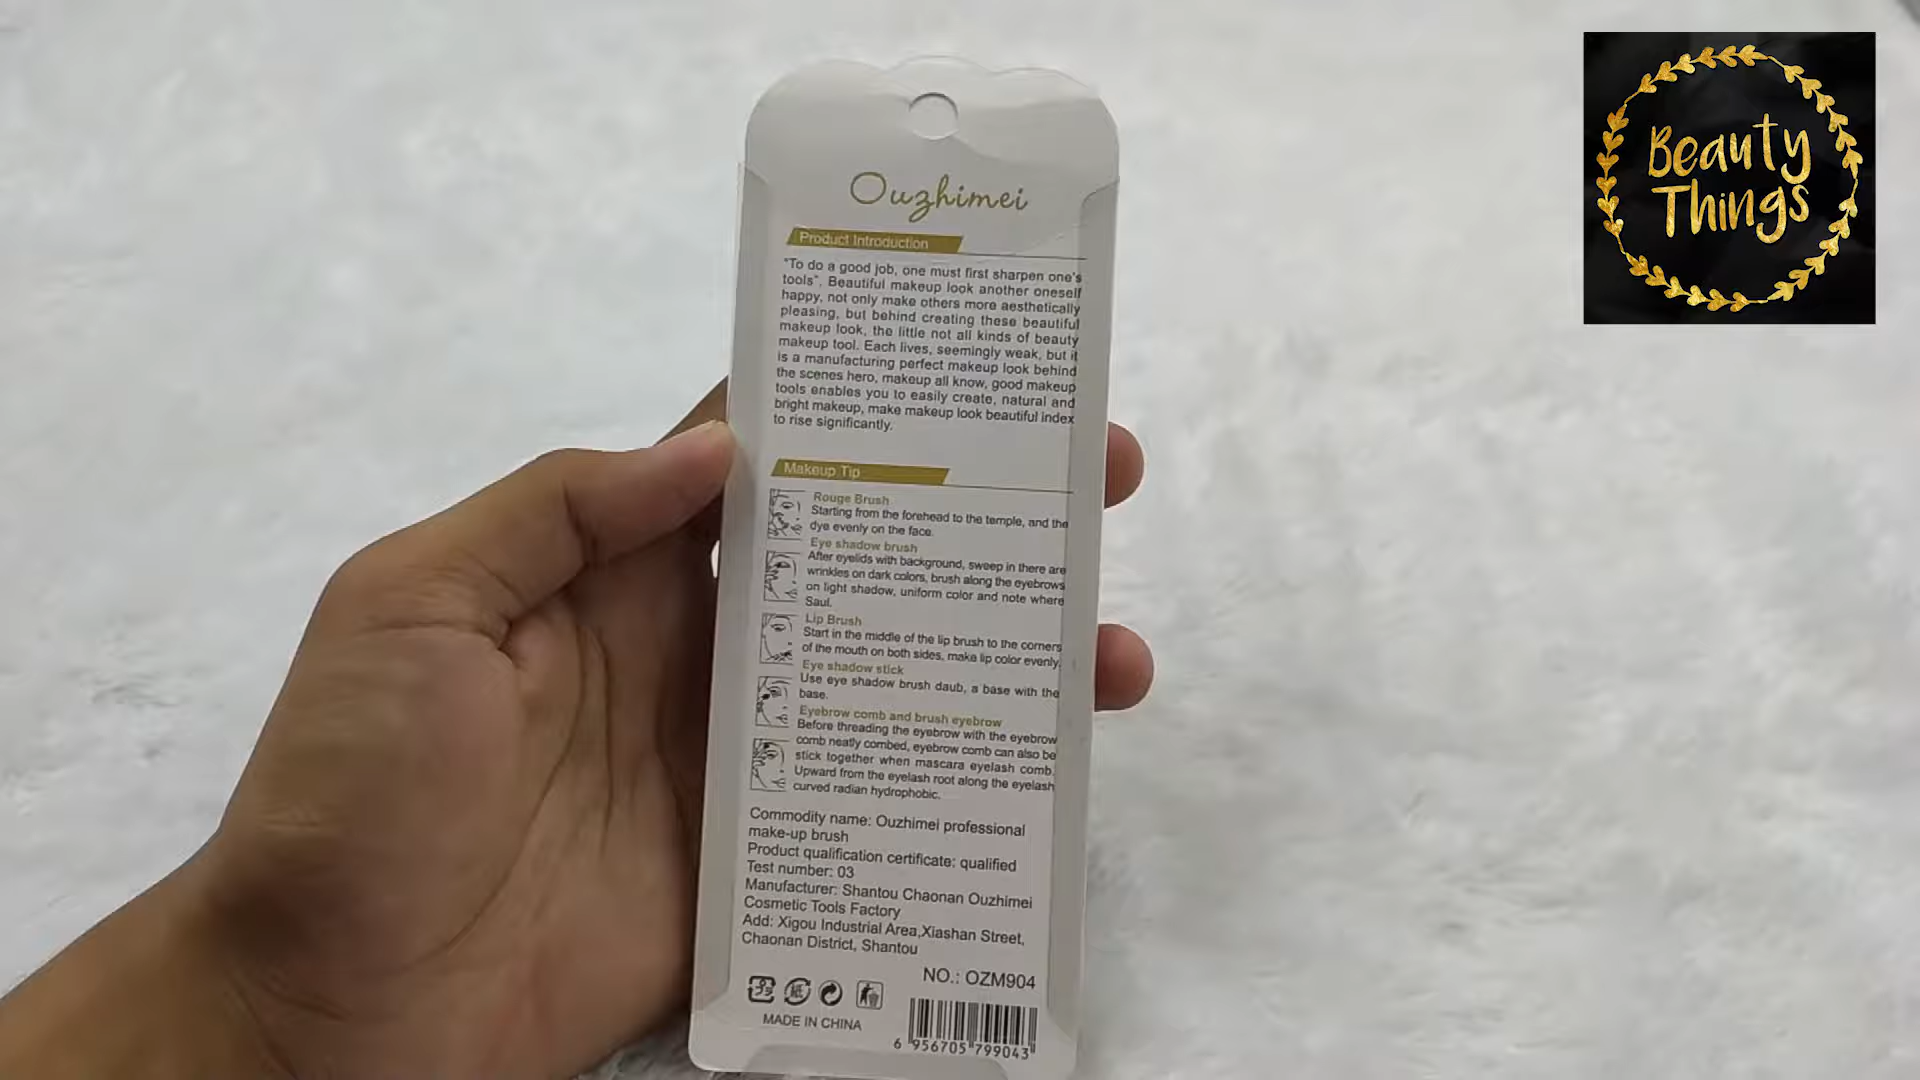 Beauty
Things
Ouzhimei
Product Introduction
"To do a good job, one must first sharpen one's
tools". Beautiful makeup look another oneself
happy, not only make others more aesthetically
pleasing, but behind creating these beautiful
makeup look, the little not all kinds of beauty
makeup tool. Each lives, seemingly weak, but it
is a manufacturing perfect makeup look behind
the scenes hero, makeup all know, good makeup
tools enables you to easily create, natural and
bright makeup, make makeup look beautiful index
to rise significantly.
Makeup Tip
Rouge Brush
Starting from the forehead to the temple, and the
dye evenly on the face.
Eye shadow brush
After eyelids with background, sweep in there are
wrinkles on dark colors, brush along the eyebrows
on light shadow, uniform color and note where
Saul.
Lip Brush
Start in the middle of the lip brush to the corners
of the mouth on both sides, make lip color evenly.
Eye shadow stick
Use eye shadow brush daub, a base with the
base.
Eyebrow comb and brush eyebrow
Before threading the eyebrow with the eyebrow
comb neatly combed, eyebrow comb can also be
stick together when mascara eyelash comb.
Upward from the eyelash root along the eyelash
curved radian hydrophobic.
Commodity name: Ouzhimei professional
make-up brush
Product qualification certificate: qualified
Test number: 03
Manufacturer: Shantou Chaonan Ouzhimei
Cosmetic Tools Factory
Add: Xigou Industrial Area,Xiashan Street,
Chaonan District, Shantou
NO.: OZM904
プラ 紙
MADE IN CHINA
6 956705 799043